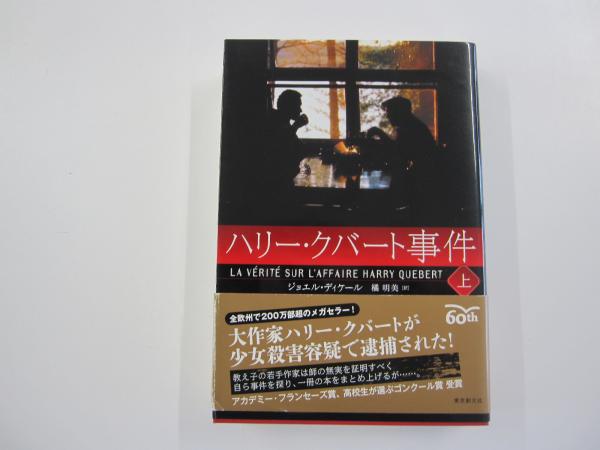 ハリー・クバート事件
LA VÉRITÉ SUR L'AFFAIRE HARRY QUEBERT
上
ジョエル・ディケール 橘 明美 訳
全欧州で200万部超のメガセラー!
60th
大作家ハリー・クバートが
少女殺害容疑で逮捕された!
教え子の若手作家は師の無実を証明すべく
自ら事件を探り、一冊の本をまとめ上げるが……。
アカデミー・フランセーズ賞、高校生が選ぶゴンクール賞 受賞
東京創元社